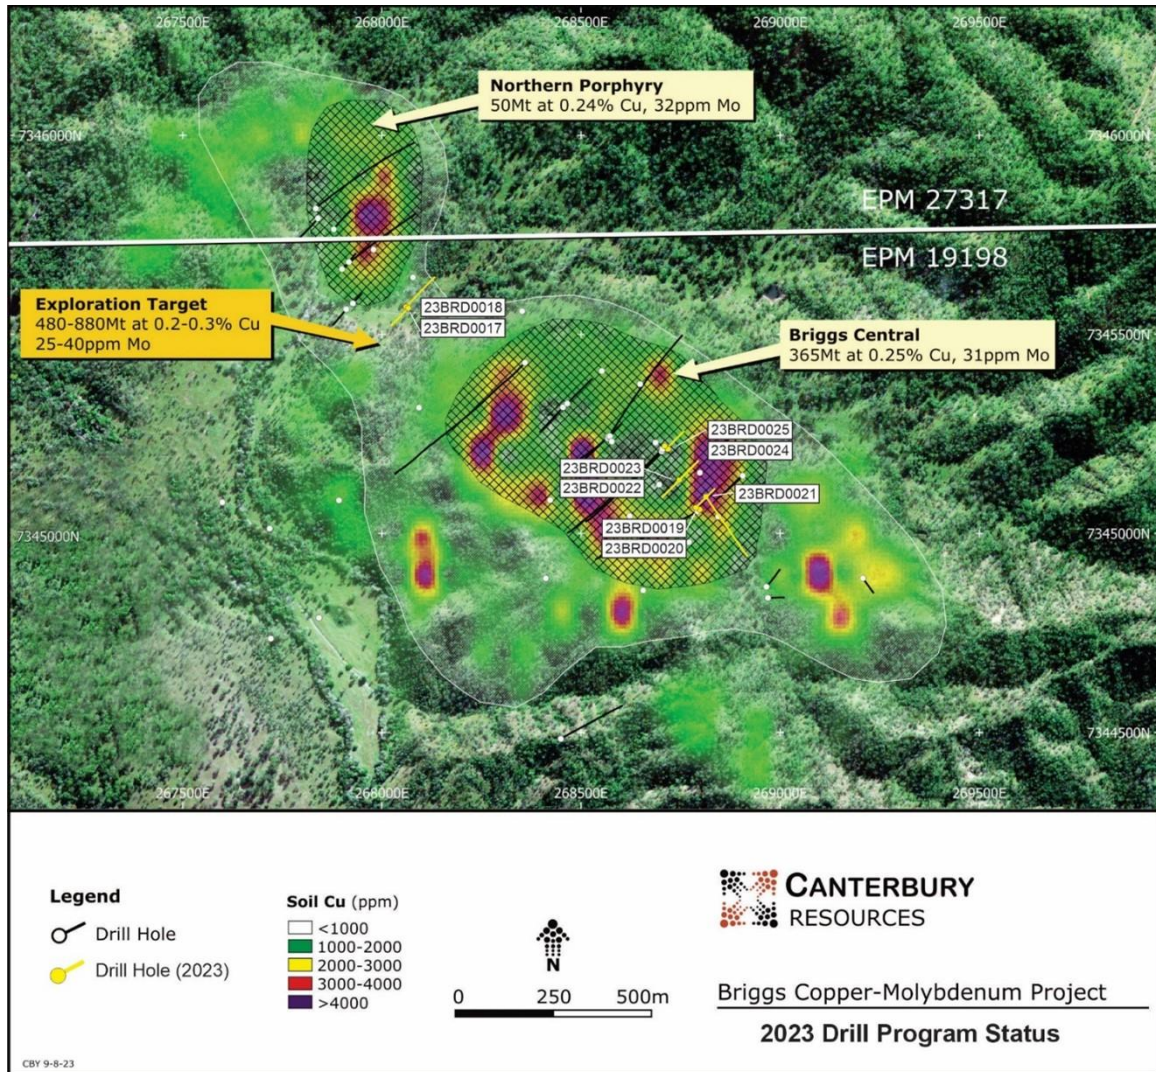 267500E
268000E
268500E
269000E
269500E
Northern Porphyry
50Mt at 0.24% Cu, 32ppm Mo
7346000N
7346000N
EPM 27317
EPM 19198
Exploration Target
480-880Mt at 0.2-0.3% Cu
25-40ppm Mo
23BRD0018
23BRD0017
Briggs Central
365Mt at 0.25% Cu, 31ppm Mo
7345500N
23BRD0025
23BRD0024
23BRD0023
23BRD0022
23BRD0021
23BRD0019
23BRD0020
7345000N
7345000N
7344500N
267500E
268000E
268500E
269000E
269500E
Legend
Drill Hole
Drill Hole (2023)
Soil Cu (ppm)
<1000
1000-2000
2000-3000
3000-4000
>4000
N
0 250 500m
CANTERBURY
RESOURCES
Briggs Copper-Molybdenum Project
2023 Drill Program Status
CBY 9-8-23